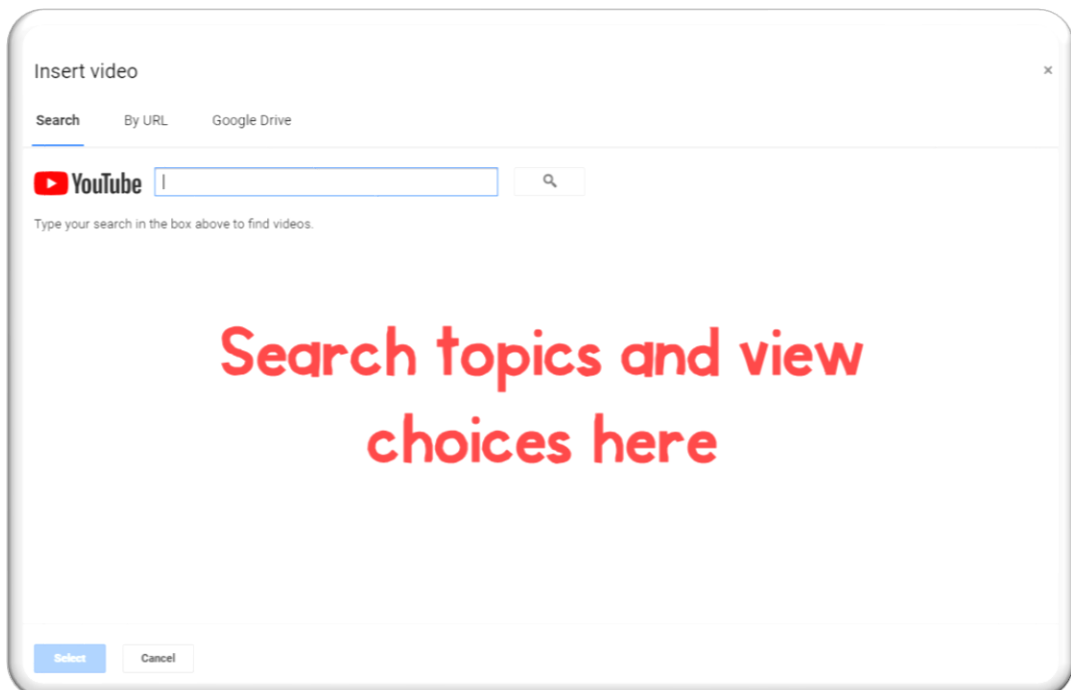 Insert video
×
Search By URL Google Drive
YouTube
Type your search in the box above to find videos.
Search topics and view
choices here
Select Cancel